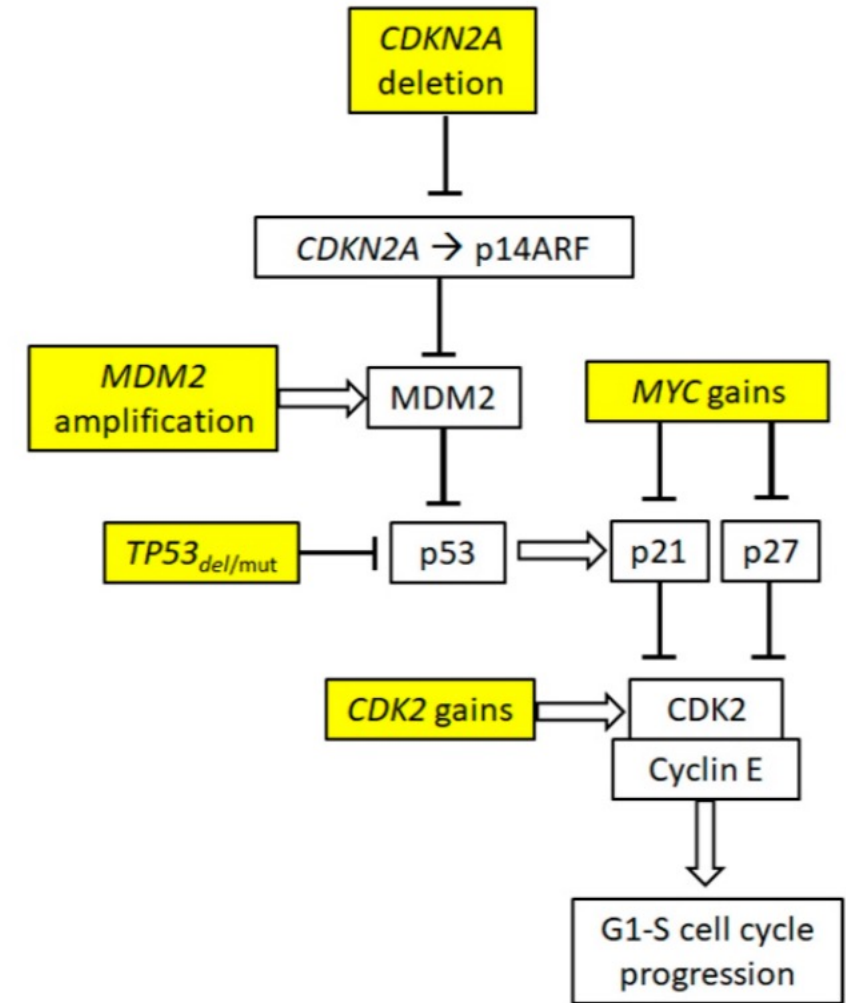 CDKN2A
deletion
CDKN2A → p14ARF
MDM2
amplification
MDM2
MYC gains
TP53del/mut
p53
p21
p27
CDK2 gains
CDK2
Cyclin E
G1-S cell cycle
progression